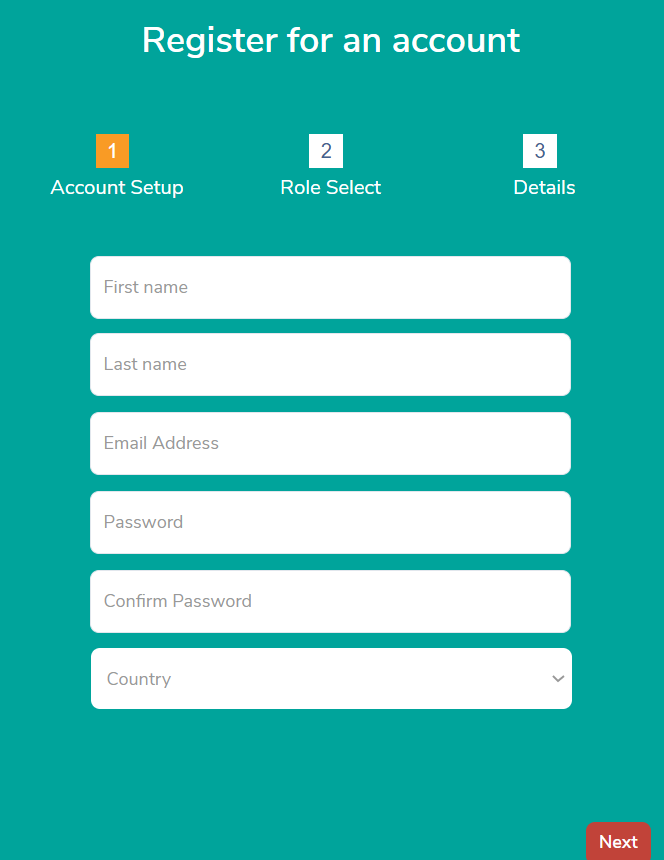 Register for an account
1
2
3
Account Setup
Role Select
Details
First name
Last name
Email Address
Password
Confirm Password
Country
Next